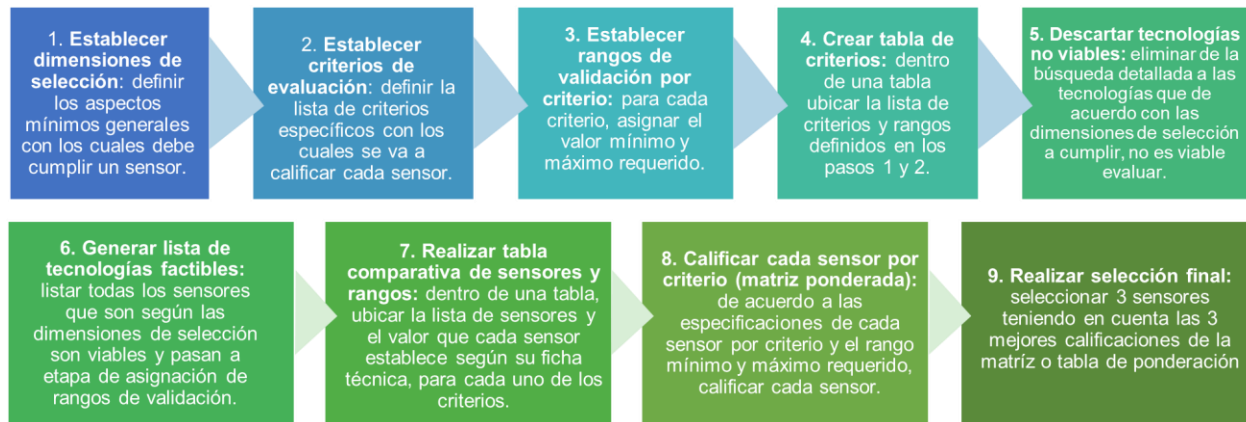 1. Establecer
dimensiones de
selección: definir
los aspectos
mínimos generales
con los cuales debe
cumplir un sensor.
2. Establecer
criterios de
evaluación: definir la
lista de criterios
específicos con los
cuales se va a
calificar cada sensor.
3. Establecer
rangos de
validación por
criterio: para cada
criterio, asignar el
valor mínimo y
máximo requerido.
4. Crear tabla de
criterios: dentro
de una tabla
ubicar la lista de
criterios y rangos
definidos en los
pasos 1 y 2.
5. Descartar tecnologías
no viables: eliminar de la
búsqueda detallada a las
tecnologías que de
acuerdo con las
dimensiones de selección
a cumplir, no es viable
evaluar.
6. Generar lista de
tecnologías factibles:
listar todas los sensores
que son según las
dimensiones de selección
son viables y pasan a
etapa de asignación de
rangos de validación.
7. Realizar tabla
comparativa de sensores y
rangos: dentro de una tabla,
ubicar la lista de sensores y
el valor que cada sensor
establece según su ficha
técnica, para cada uno de los
criterios.
8. Calificar cada sensor por
criterio (matriz ponderada):
de acuerdo a las
especificaciones de cada
sensor por criterio y el rango
mínimo y máximo requerido,
calificar cada sensor.
9. Realizar selección final:
seleccionar 3 sensores
teniendo en cuenta las 3
mejores calificaciones de la
matríz o tabla de ponderación